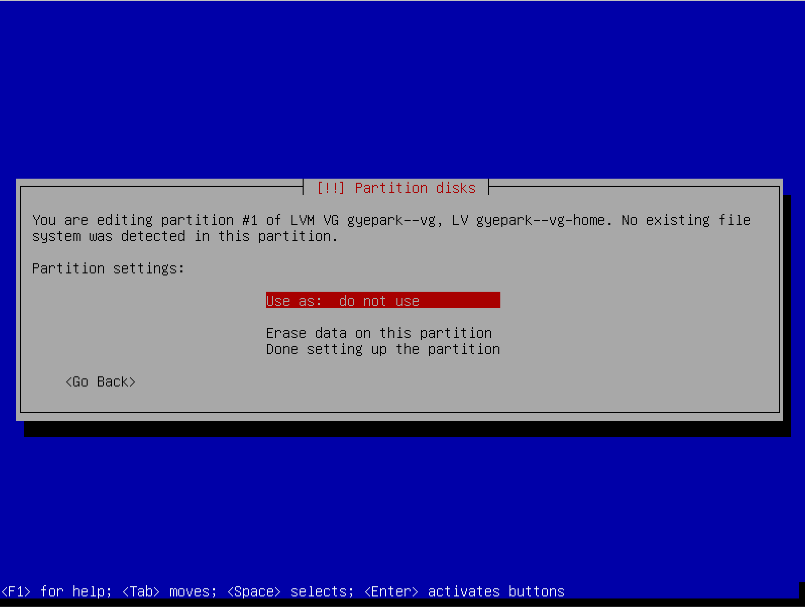 [!!] Partition disks
You are editing partition #1 of LVM VG gyepark--vg, LV gyepark--vg-home. No existing file
system was detected in this partition.
Partition settings:
Use as: do not use
Erase data on this partition
Done setting up the partition
<Go Back>
<F1> for help; <Tab> moves; <Space> selects; <Enter> activates buttons